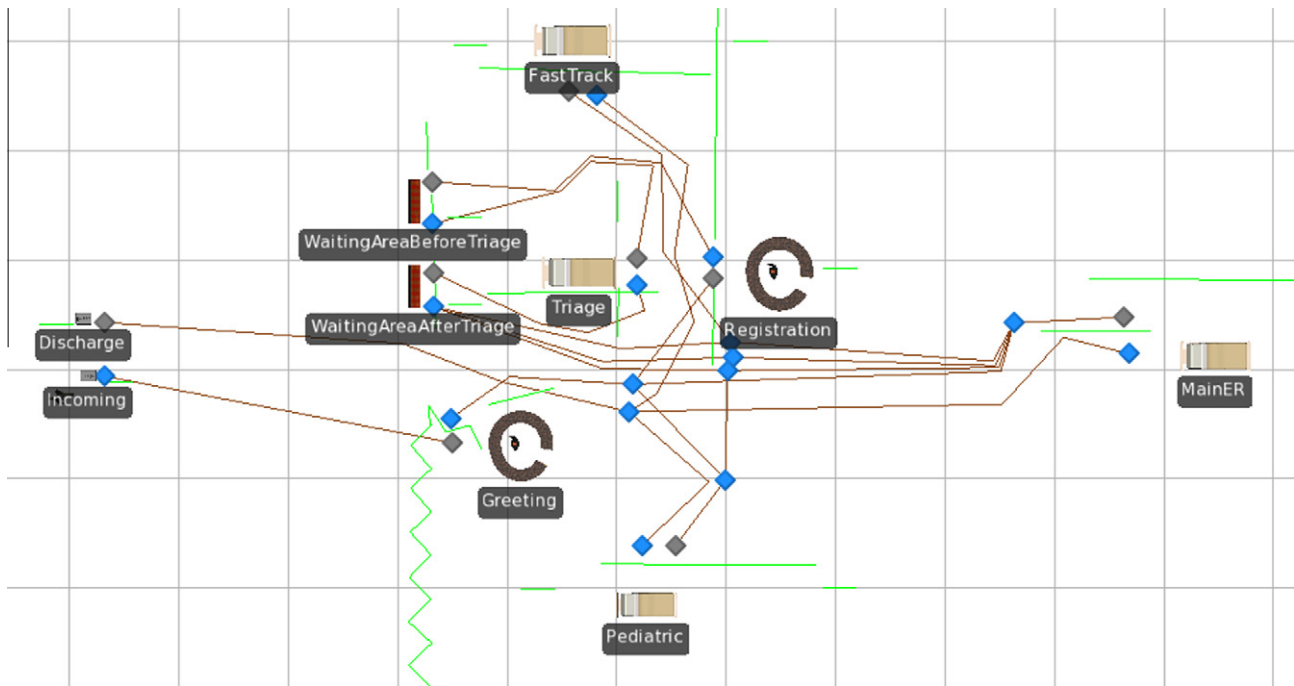 FastTrack
WaitingAreaBeforeTriage
Triage
WaitingAreaAfterTriage
Registration
Discharge
Incoming
MainER
Greeting
Pediatric